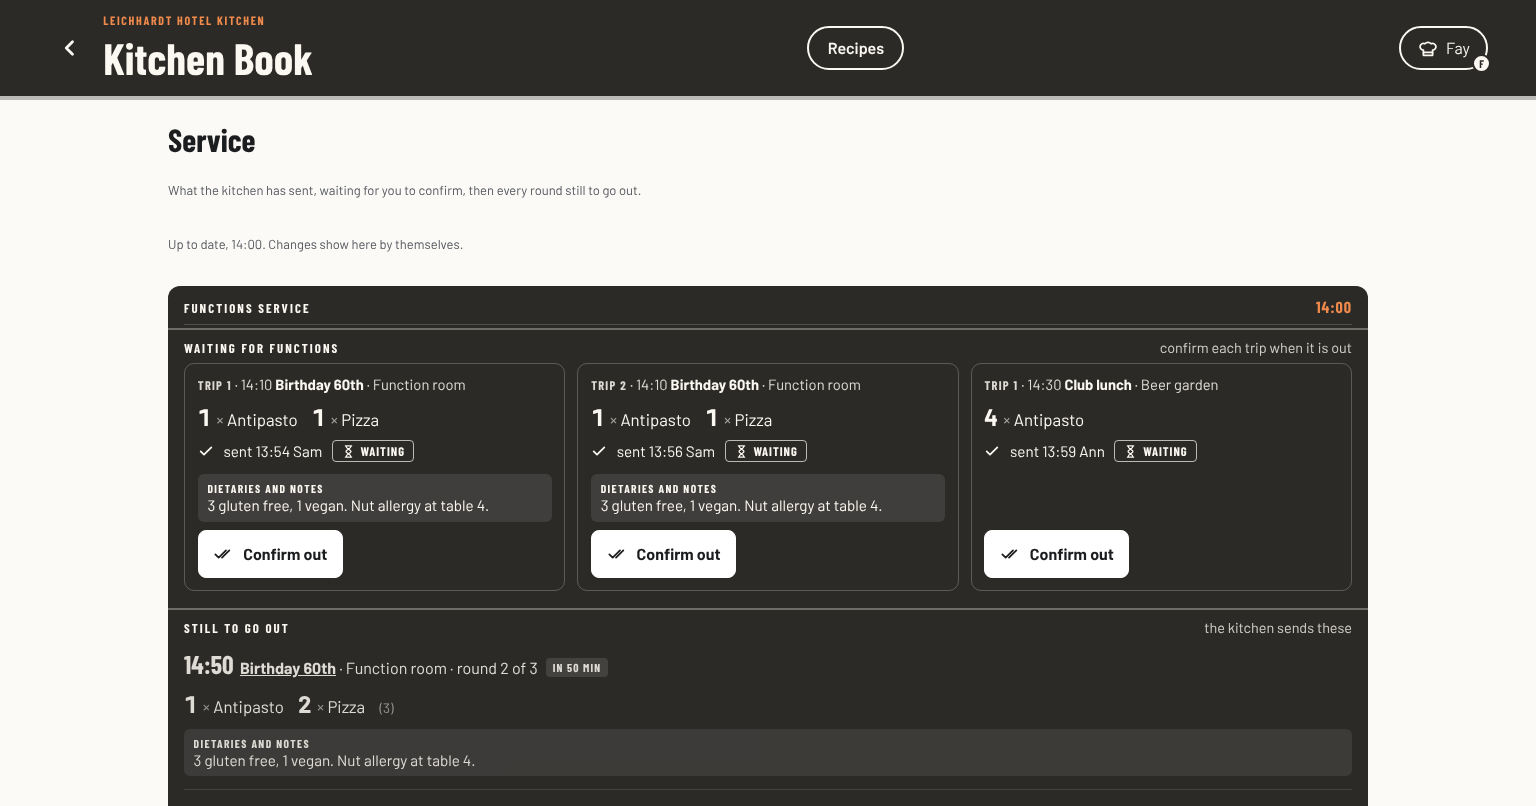 LEICHHARDT HOTEL KITCHEN
Kitchen Book
Recipes
Fay
F
Service
What the kitchen has sent, waiting for you to confirm, then every round still to go out.
Up to date, 14:00. Changes show here by themselves.
FUNCTIONS SERVICE 14:00
WAITING FOR FUNCTIONS confirm each trip when it is out
TRIP 1 · 14:10 Birthday 60th · Function room
1 × Antipasto 1 × Pizza
sent 13:54 Sam WAITING
DIETARIES AND NOTES
3 gluten free, 1 vegan. Nut allergy at table 4.
Confirm out
TRIP 2 · 14:10 Birthday 60th · Function room
1 × Antipasto 1 × Pizza
sent 13:56 Sam WAITING
DIETARIES AND NOTES
3 gluten free, 1 vegan. Nut allergy at table 4.
Confirm out
TRIP 1 · 14:30 Club lunch · Beer garden
4 × Antipasto
sent 13:59 Ann WAITING
Confirm out
STILL TO GO OUT the kitchen sends these
14:50 Birthday 60th · Function room · round 2 of 3 IN 50 MIN
1 × Antipasto 2 × Pizza (3)
DIETARIES AND NOTES
3 gluten free, 1 vegan. Nut allergy at table 4.